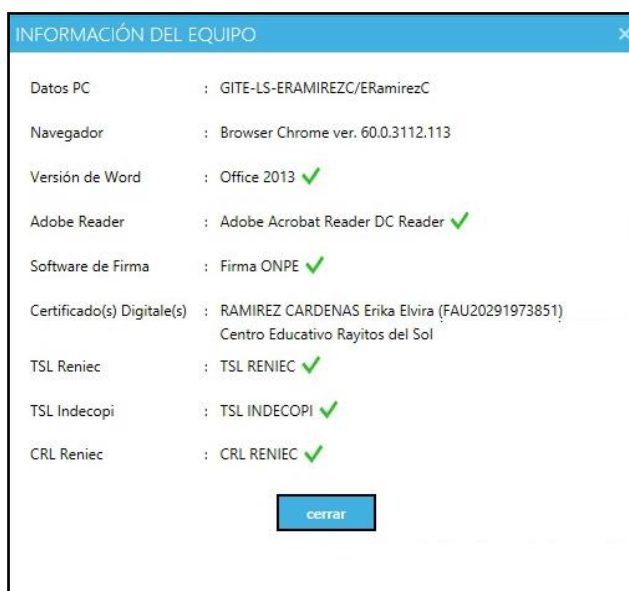 INFORMACIÓN DEL EQUIPO
Datos PC : GITE-LS-ERAMIREZC/ERamirezC
Navegador : Browser Chrome ver. 60.0.3112.113
Versión de Word : Office 2013
Adobe Reader : Adobe Acrobat Reader DC Reader
Software de Firma : Firma ONPE
Certificado(s) Digitale(s) : RAMIREZ CARDENAS Erika Elvira (FAU20291973851)
Centro Educativo Rayitos del Sol
TSL Reniec : TSL RENIEC
TSL Indecopi : TSL INDECOPI
CRL Reniec : CRL RENIEC
cerrar